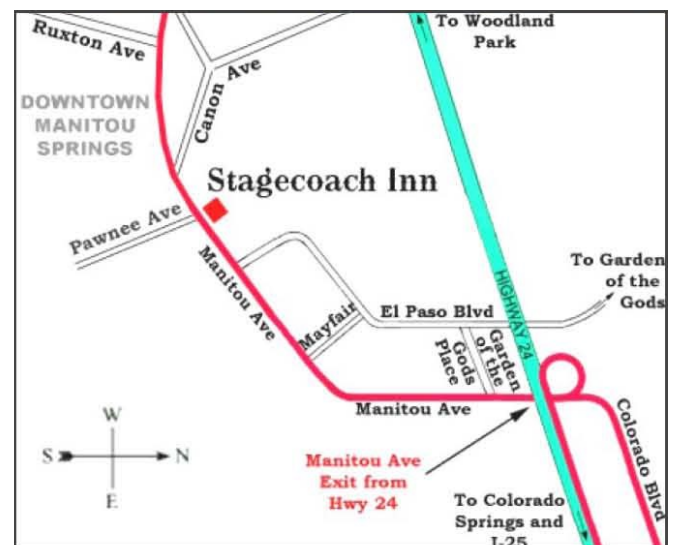 Ruxton Ave
To Woodland
Park
Canon Ave
DOWNTOWN
MANITOU
SPRINGS
Stagecoach Inn
Pawnee Ave
Manitou Ave
To Garden
of the
Gods
HIGHWAY 24
El Paso Blvd
Mayfair
Garden
of the
Gods
Place
Manitou Ave
Colorado Blvd
W
S N
E
Manitou Ave
Exit from
Hwy 24
To Colorado
Springs and
I-25